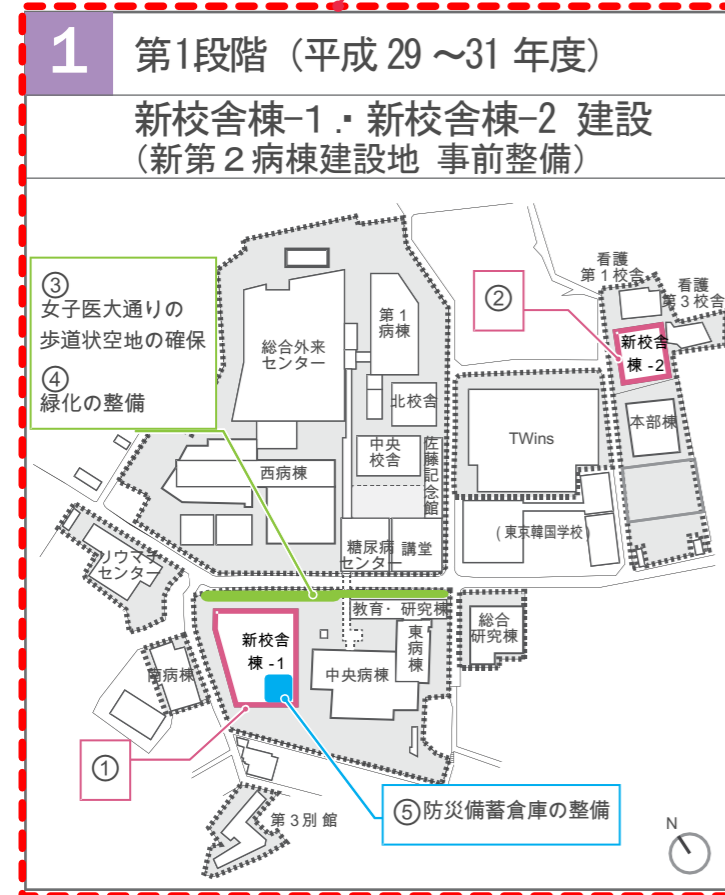 1 第1段階（平成 29 ～31 年度）
新校舎棟−1．・新校舎棟−2 建設
（新第２病棟建設地 事前整備）
③
女子医大通りの
歩道状空地の確保
④
緑化の整備
総合外来
センター
第１
病棟
北校舎
中央
校舎
佐藤記念館
西病棟
糖尿病
センター
講堂
リウマチ
センター
②
看護
第１校舎
看護
第３校舎
新校舎
棟 -2
本部棟
TWins
（東京韓国学校）
教育・ 研究棟
総合
研究棟
新校舎
棟 -1
中央病棟
東病棟
南病棟
①
⑤防災備蓄倉庫の整備
第３別 館
N